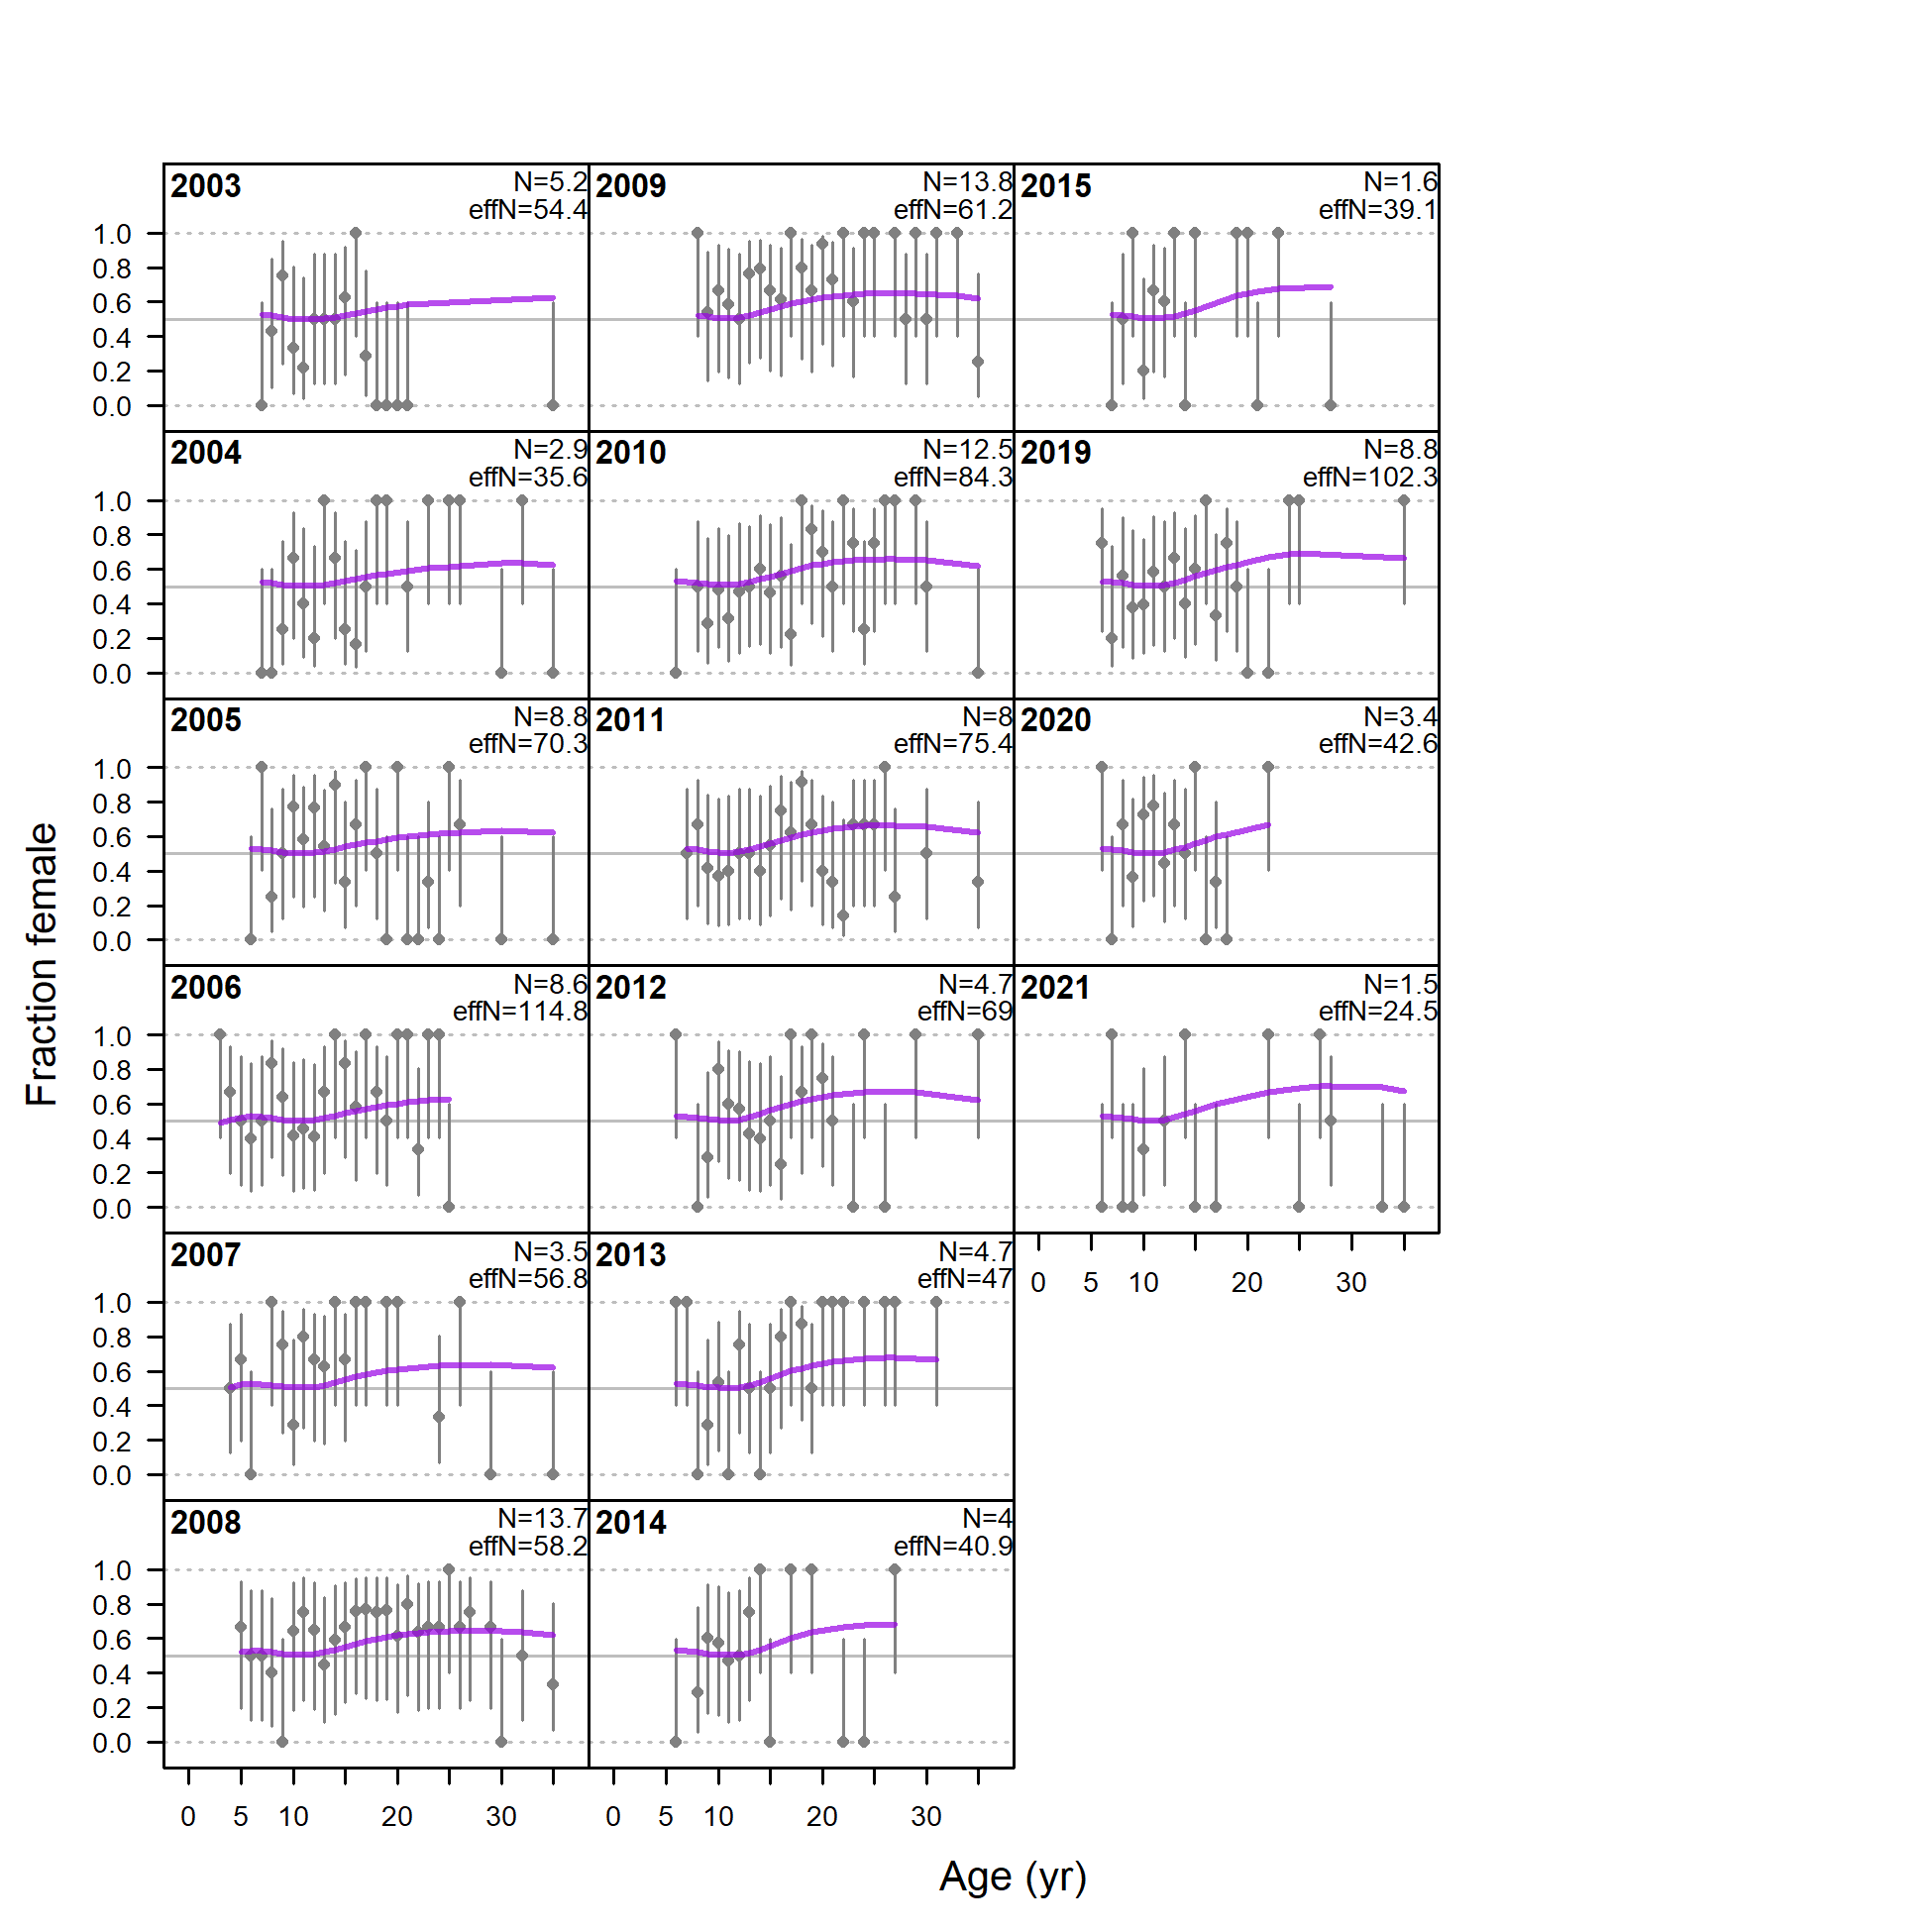 2003
N=5.2
effN=54.4
2009
N=13.8
effN=61.2
2015
N=1.6
effN=39.1
1.0
0.8
0.6
0.4
0.2
0.0
2004
N=2.9
effN=35.6
2010
N=12.5
effN=84.3
2019
N=8.8
effN=102.3
1.0
0.8
0.6
0.4
0.2
0.0
2005
N=8.8
effN=70.3
2011
N=8
effN=75.4
2020
N=3.4
effN=42.6
1.0
0.8
0.6
0.4
0.2
0.0
2006
N=8.6
effN=114.8
2012
N=4.7
effN=69
2021
N=1.5
effN=24.5
1.0
0.8
0.6
0.4
0.2
0.0
0 5 10 20 30
2007
N=3.5
effN=56.8
2013
N=4.7
effN=47
1.0
0.8
0.6
0.4
0.2
0.0
2008
N=13.7
effN=58.2
2014
N=4
effN=40.9
1.0
0.8
0.6
0.4
0.2
0.0
0 5 10 20 30
0 5 10 20 30
Fraction female
Age (yr)